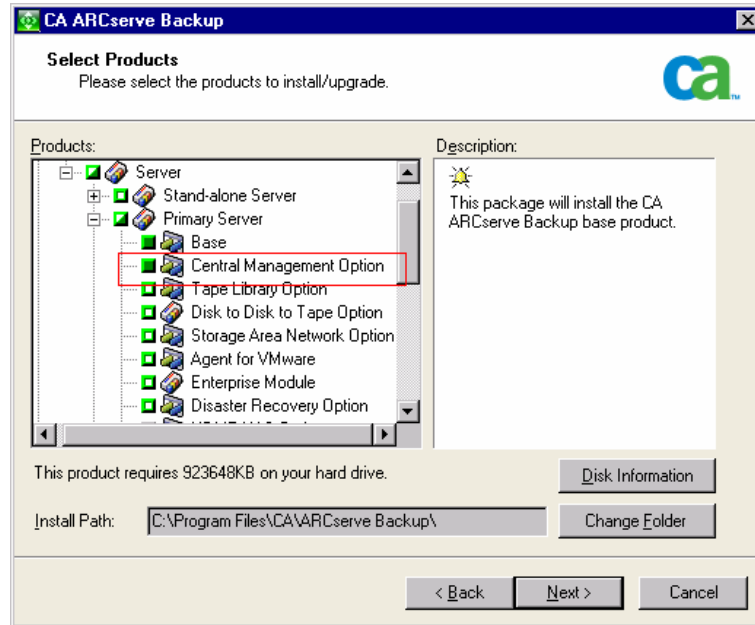 CA ARCserve Backup
Select Products
Please select the products to install/upgrade.
ca
Products:
Description:
Server
Stand-alone Server
Primary Server
Base
Central Management Option
Tape Library Option
Disk to Disk to Tape Option
Storage Area Network Option
Agent for VMware
Enterprise Module
Disaster Recovery Option
This package will install the CA
ARCserve Backup base product.
This product requires 923648KB on your hard drive.
Disk Information
Install Path:
C:\Program Files\CA\ARCserve Backup\
Change Folder
< Back
Next >
Cancel